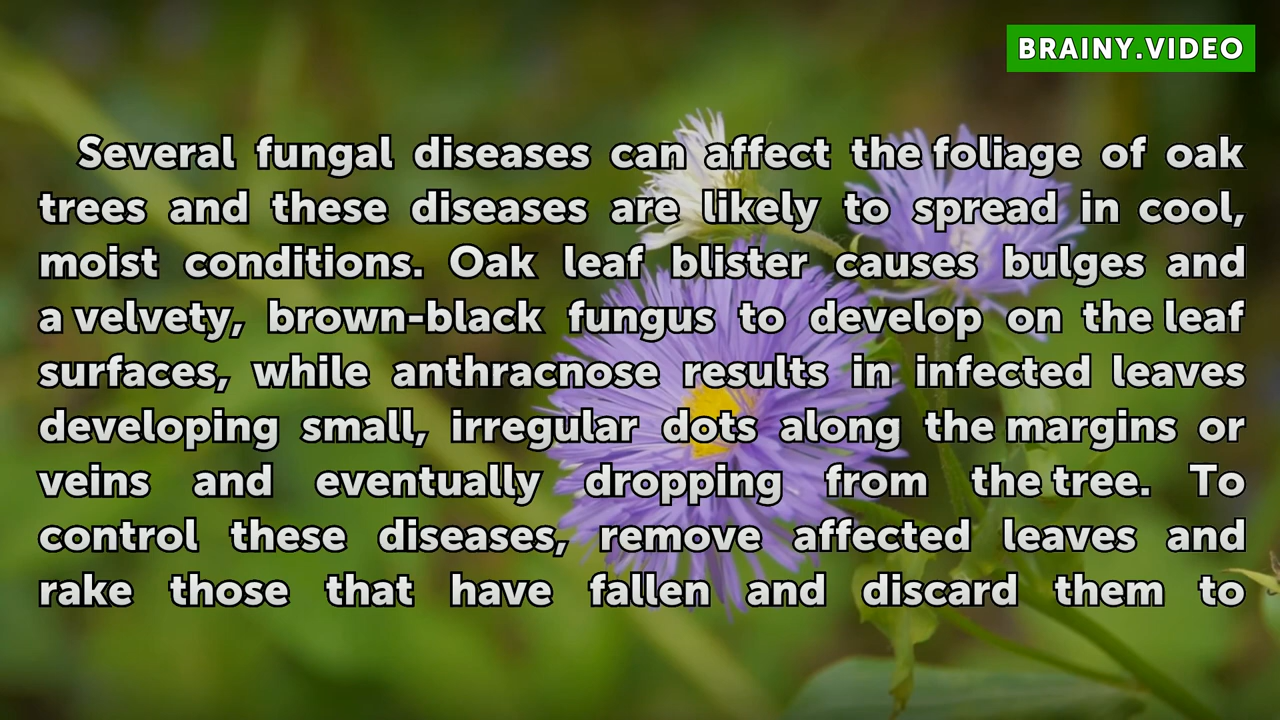 BRAINY.VIDEO
Several fungal diseases can affect the foliage of oak
trees and these diseases are likely to spread in cool,
moist conditions. Oak leaf blister causes bulges and
a velvety, brown-black fungus to develop on the leaf
surfaces, while anthracnose results in infected leaves
developing small, irregular dots along the margins or
veins and eventually dropping from the tree. To
control these diseases, remove affected leaves and
rake those that have fallen and discard them to